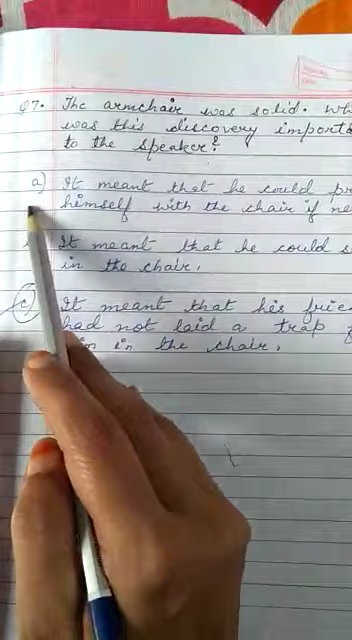 Q7. The armchair was solid. Wh
was this discovery import
to the speaker?
a) It meant that he could pr
himself with the chair if ne
It meant that he could s
in the chair.
c) It meant that his frie
had not laid a trap f
in the chair.